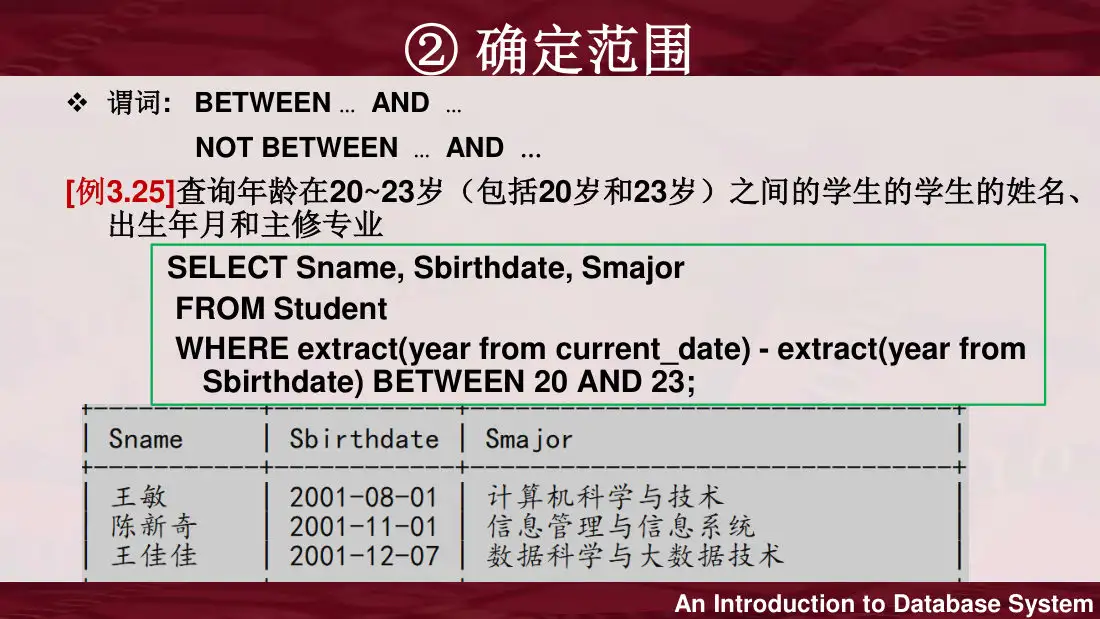 ② 确定范围
❖ 谓词: BETWEEN … AND …
NOT BETWEEN … AND …
[例3.25]查询年龄在20~23岁（包括20岁和23岁）之间的学生的学生的姓名、
出生年月和主修专业
SELECT Sname, Sbirthdate, Smajor
FROM Student
WHERE extract(year from current_date) - extract(year from
Sbirthdate) BETWEEN 20 AND 23;
| Sname | Sbirthdate | Smajor |
| 王敏 | 2001-08-01 | 计算机科学与技术 |
| 陈新奇 | 2001-11-01 | 信息管理与信息系统 |
| 王佳佳 | 2001-12-07 | 数据科学与大数据技术 |
An Introduction to Database System